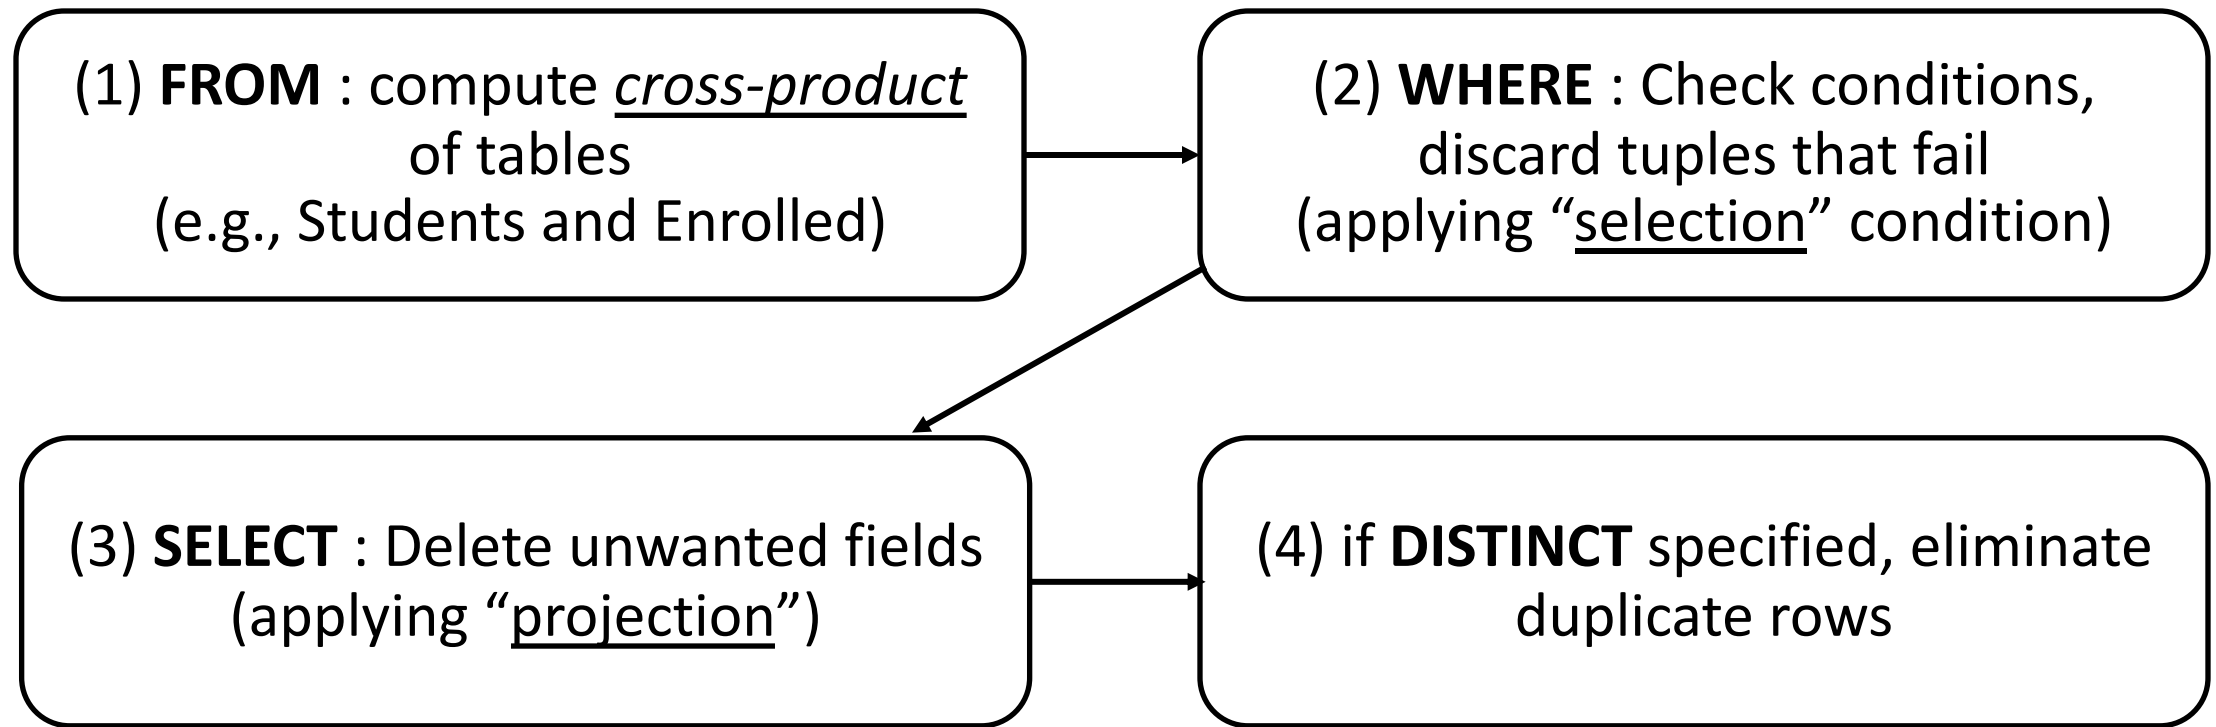 (1) FROM : compute cross-product
of tables
(e.g., Students and Enrolled)
(2) WHERE : Check conditions,
discard tuples that fail
(applying “selection” condition)
(3) SELECT : Delete unwanted fields
(applying “projection”)
(4) if DISTINCT specified, eliminate
duplicate rows